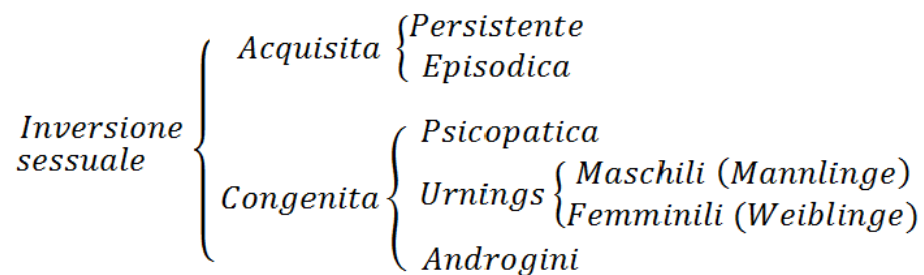 Inversione
sessuale
Acquisita
Persistente
Episodica
Congenita
Psicopatica
Urnings
Maschili (Mannlinge)
Femminili (Weiblinge)
Androgini